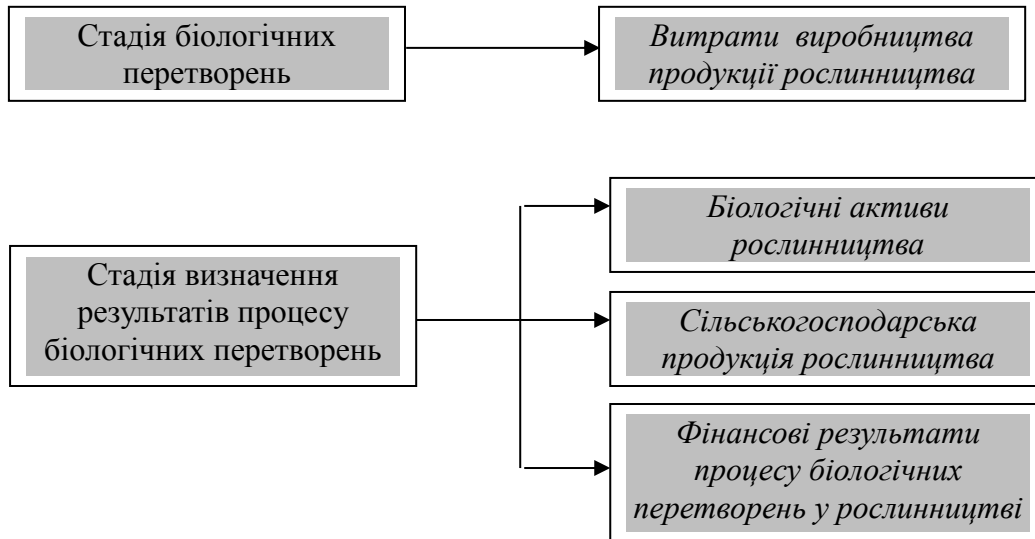 Стадія біологічних
перетворень
Витрати виробництва
продукції рослинництва
Біологічні активи
рослинництва
Стадія визначення
результатів процесу
біологічних перетворень
Сільськогосподарська
продукція рослинництва
Фінансові результати
процесу біологічних
перетворень у рослинництві